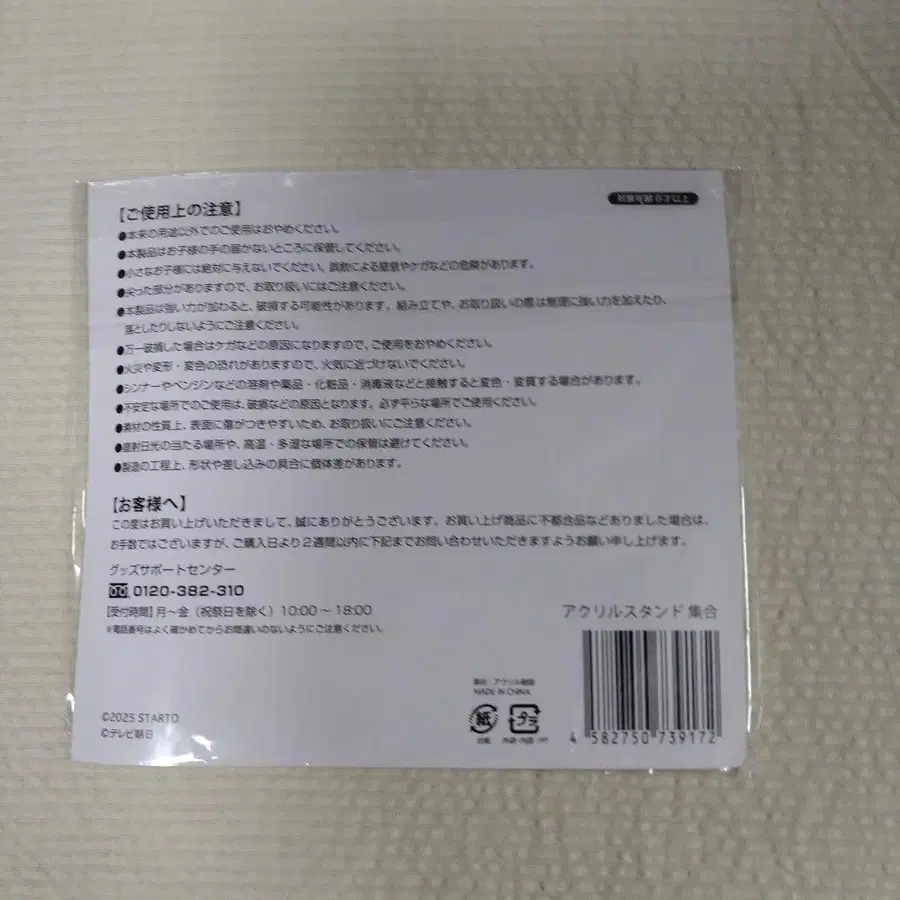 対象年齢8才以上
【ご使用上の注意】
●本来の用途以外でのご使用はおやめください。
●本製品はお子様の手の届かないところに保管してください。
●小さなお子様には絶対に与えないでください。誤飲による窒息やケガなどの危険があります。
●尖った部分がありますので、お取り扱いにはご注意ください。
●本製品は強い力が加わると、破損する可能性があります。組み立てや、お取り扱いの際は無理に強い力を加えたり、
落としたりしないようにご注意ください。
●万一破損した場合はケガなどの原因になりますので、ご使用をおやめください。
●火災や変形・変色の恐れがありますので、火気に近づけないでください。
●シンナーやベンジンなどの溶剤や薬品・化粧品・消毒液などと接触すると変色・変質する場合があります。
●不安定な場所でのご使用は、破損などの原因となります。必ず平らな場所でご使用ください。
●素材の性質上、表面に傷がつきやすいため、お取り扱いにご注意ください。
●直射日光の当たる場所や、高温・多湿な場所での保管は避けてください。
●製造の工程上、形状や差し込みの具合に個体差があります。
【お客様へ】
この度はお買い上げいただきまして、誠にありがとうございます。お買い上げ商品に不都合品などありました場合は、
お手数ではございますが、ご購入日より2週間以内に下記までお問い合わせいただきますようお願い申し上げます。
グッズサポートセンター
0120-382-310
【受付時間】月～金（祝祭日を除く）10:00～18:00
※電話番号はよく確かめてからお間違いのないようにご注意ください。
アクリルスタンド 集合
素材：アクリル樹脂
MADE IN CHINA
紙 プラ
台紙
4 582750 739172
©2025 STARTO
©テレビ朝日